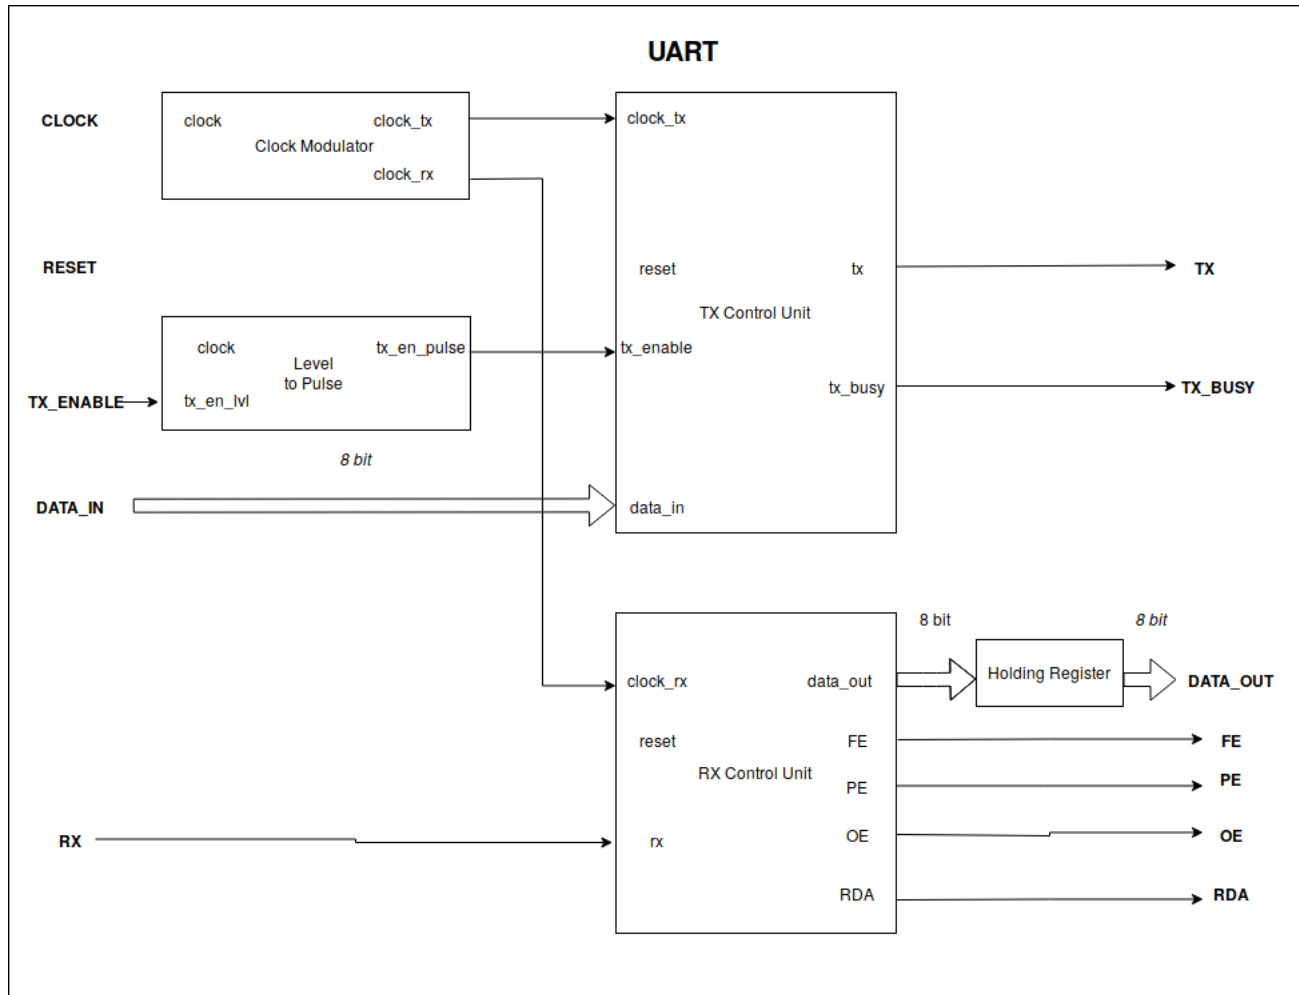 UART
CLOCK
clock
clock_tx
Clock Modulator
clock_rx
clock_tx
RESET
reset
tx
TX
TX Control Unit
clock
tx_en_pulse
Level
to Pulse
tx_enable
TX_ENABLE
tx_en_lvl
tx_busy
TX_BUSY
8 bit
DATA_IN
data_in
8 bit
8 bit
clock_rx
data_out
Holding Register
DATA_OUT
reset
FE
FE
RX Control Unit
PE
PE
RX
rx
OE
OE
RDA
RDA